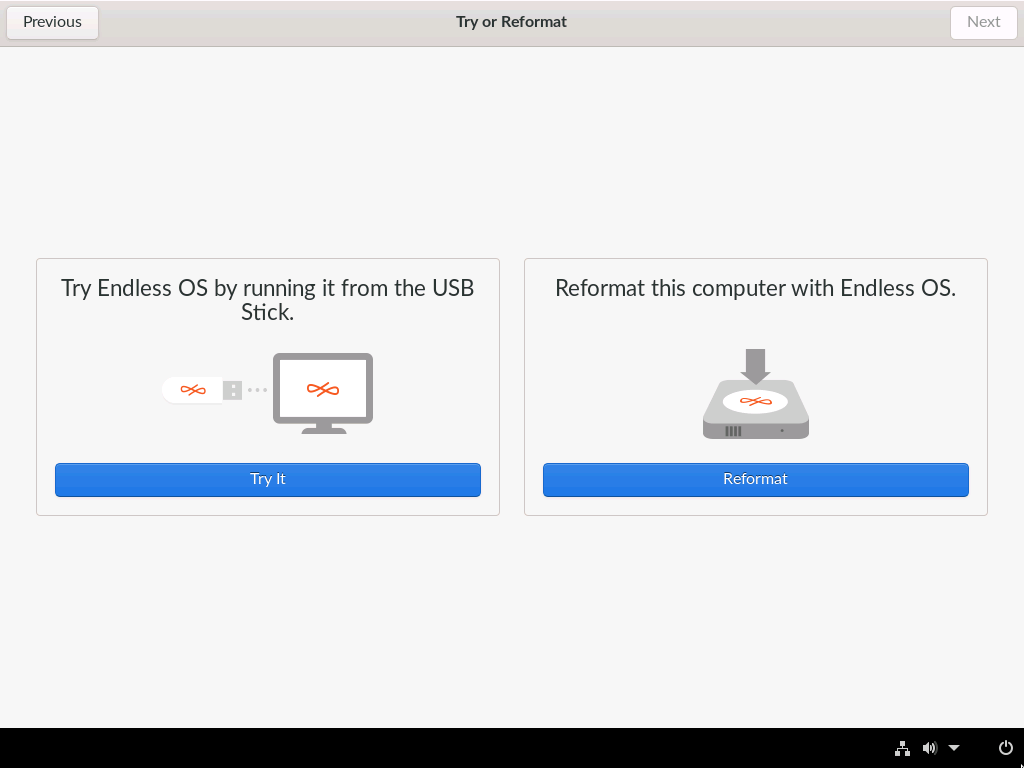 Previous
Try or Reformat
Next
Try Endless OS by running it from the USB
Stick.
Reformat this computer with Endless OS.
Try It
Reformat